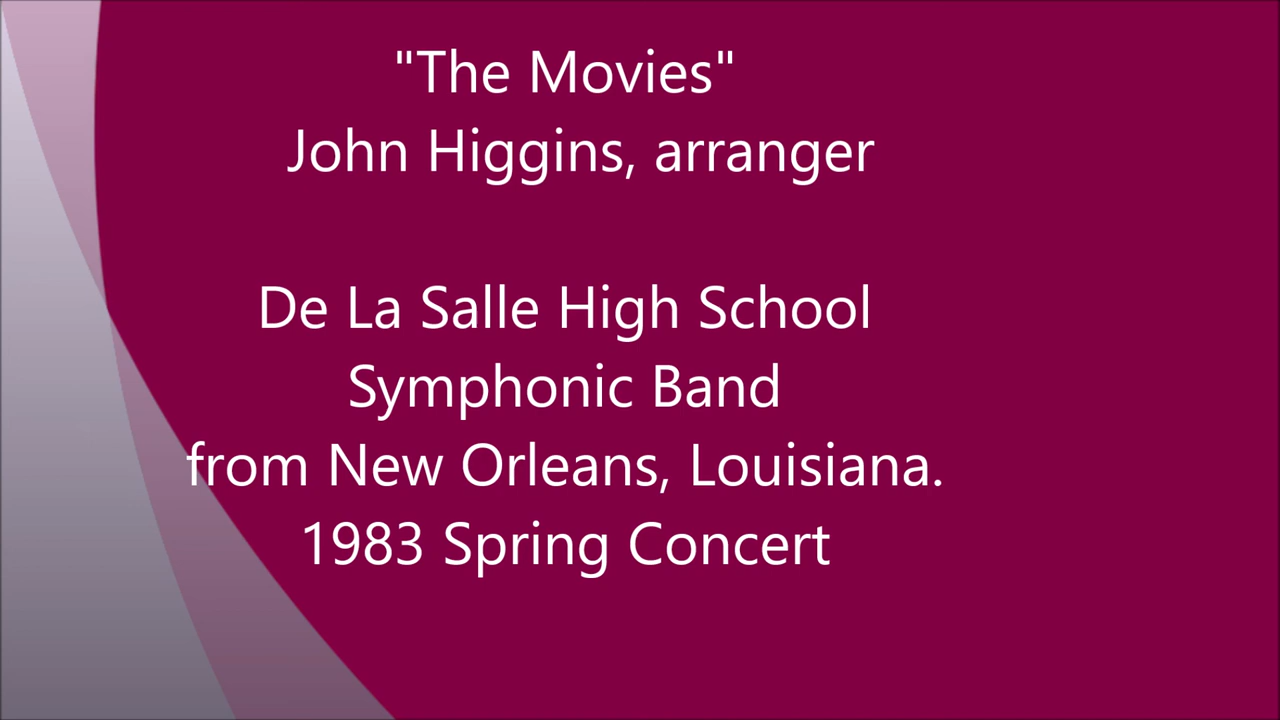 "The Movies"
John Higgins, arranger
De La Salle High School
Symphonic Band
from New Orleans, Louisiana.
1983 Spring Concert